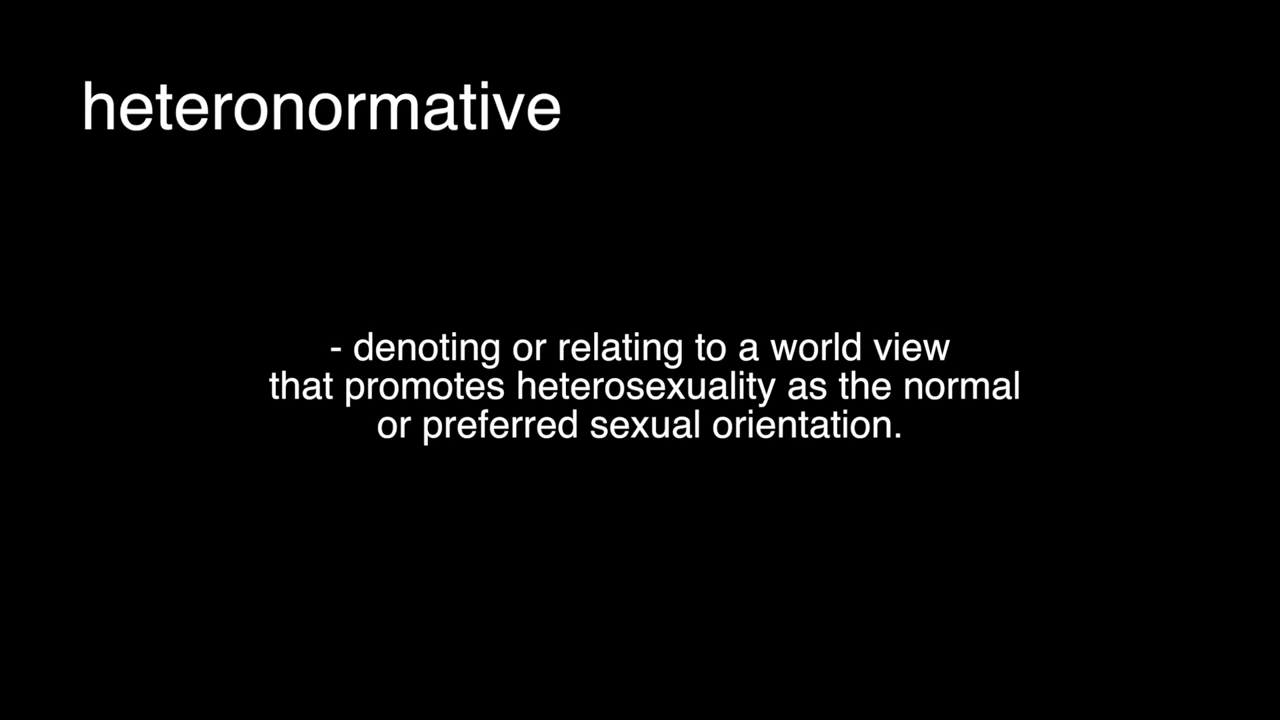 heteronormative
- denoting or relating to a world view
that promotes heterosexuality as the normal
or preferred sexual orientation.